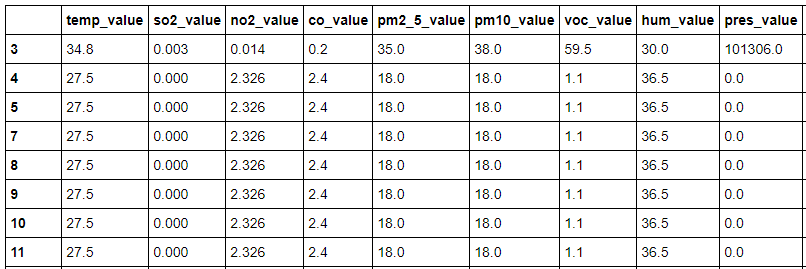 temp_value so2_value no2_value co_value pm2_5_value pm10_value voc_value hum_value pres_value
3 34.8 0.003 0.014 0.2 35.0 38.0 59.5 30.0 101306.0
4 27.5 0.000 2.326 2.4 18.0 18.0 1.1 36.5 0.0
5 27.5 0.000 2.326 2.4 18.0 18.0 1.1 36.5 0.0
7 27.5 0.000 2.326 2.4 18.0 18.0 1.1 36.5 0.0
8 27.5 0.000 2.326 2.4 18.0 18.0 1.1 36.5 0.0
9 27.5 0.000 2.326 2.4 18.0 18.0 1.1 36.5 0.0
10 27.5 0.000 2.326 2.4 18.0 18.0 1.1 36.5 0.0
11 27.5 0.000 2.326 2.4 18.0 18.0 1.1 36.5 0.0